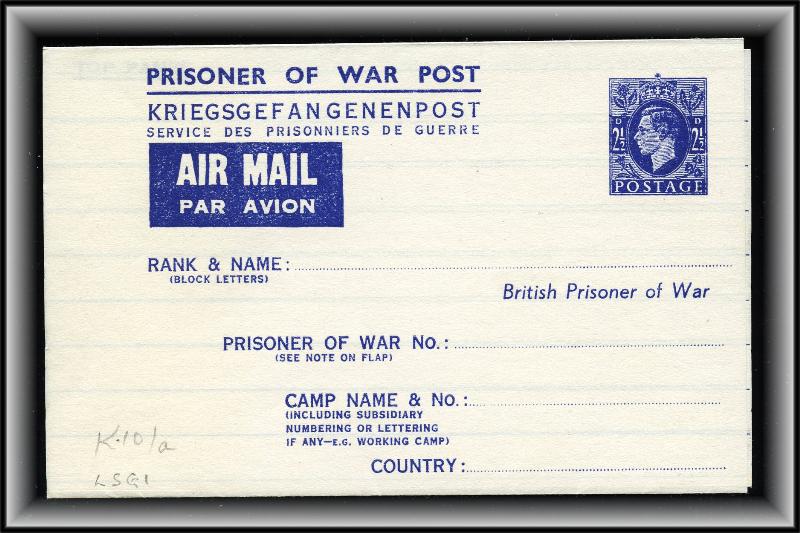 PRISONER OF WAR POST
KRIEGSGEFANGENENPOST
SERVICE DES PRISONNIERS DE GUERRE
AIR MAIL
PAR AVION
D D
2½ 2½
POSTAGE
RANK & NAME:
(BLOCK LETTERS)
British Prisoner of War
PRISONER OF WAR No.:
(SEE NOTE ON FLAP)
CAMP NAME & No.:
(INCLUDING SUBSIDIARY
NUMBERING OR LETTERING
IF ANY—E.G. WORKING CAMP)
COUNTRY:
K.10/a